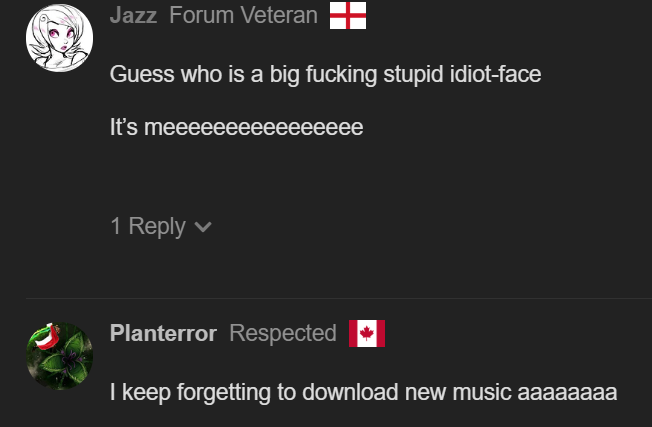 Jazz Forum Veteran
Guess who is a big fucking stupid idiot-face
It’s meeeeeeeeeeeeeeee
1 Reply
Planterror Respected
I keep forgetting to download new music aaaaaaaa